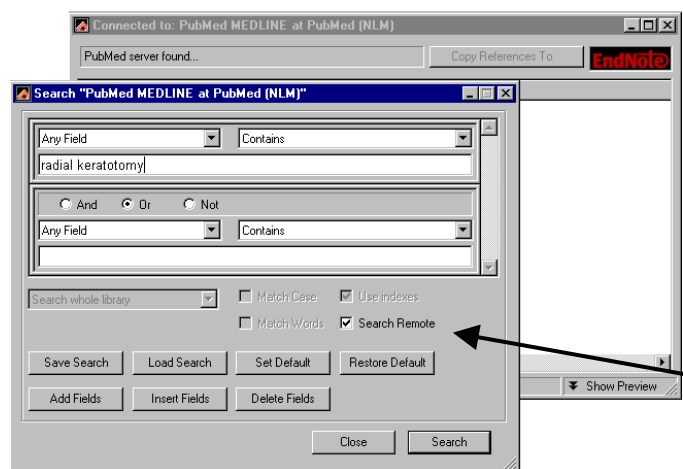 Connected to: PubMed MEDLINE at PubMed (NLM)
PubMed server found...
Copy References To
EndNote
Search "PubMed MEDLINE at PubMed (NLM)"
Any Field Contains
radial keratotomy
And Or Not
Any Field Contains
Search whole library Match Case Use indexes
Match Words Search Remote
Save Search Load Search Set Default Restore Default
Show Preview
Add Fields Insert Fields Delete Fields
Close Search